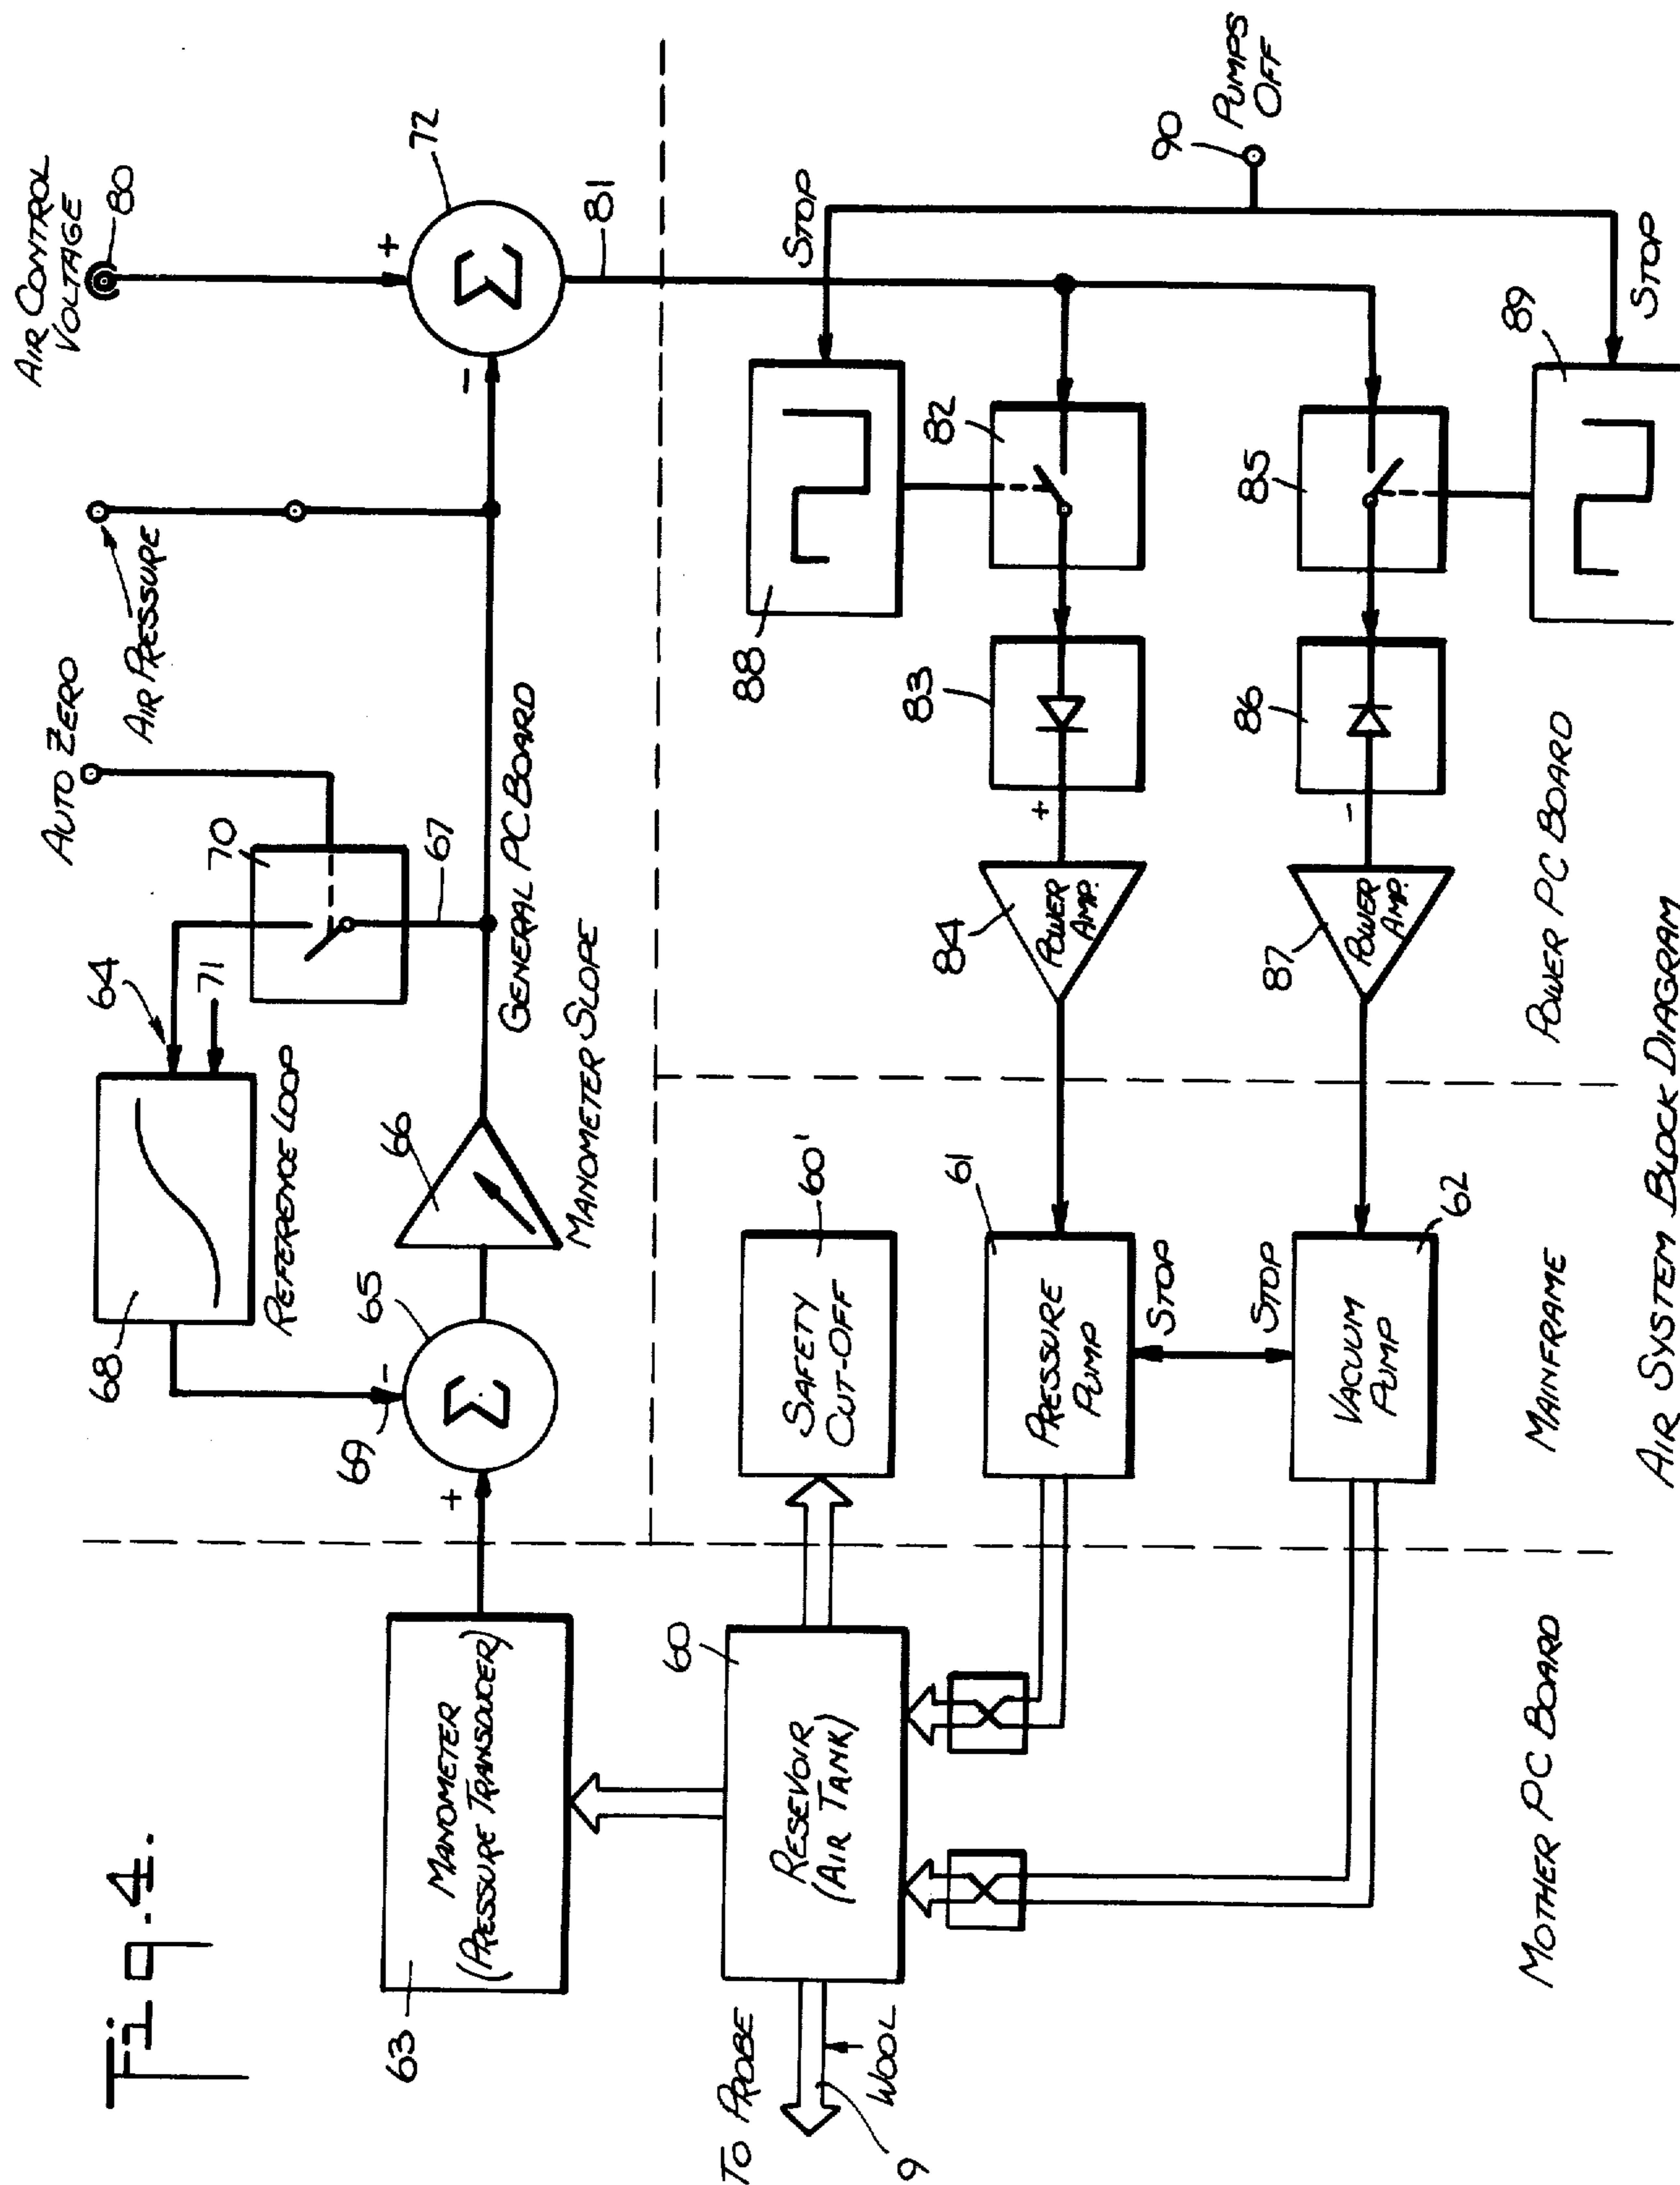 Fig. 4.
AIR CONTROL
VOLTAGE
80
AIR PRESSURE
AUTO ZERO
70
67
64
71
68
REFERENCE LOOP
69
-
65
Σ
+
66
MANOMETER SLOPE
GENERAL PC BOARD
+
-
72
Σ
81
63
MANOMETER
(PRESSURE TRANSDUCER)
TO PROBE
WOOL
9
60
RESEVOIR
(AIR TANK)
SAFETY
CUT-OFF
60'
61
PRESSURE
PUMP
STOP
STOP
VACUUM
PUMP
62
84
POWER
AMP.
+
83
82
88
STOP
87
POWER
AMP.
-
86
85
89
STOP
90
PUMPS
OFF
MOTHER PC BOARD
MAINFRAME
POWER PC BOARD
AIR SYSTEM BLOCK DIAGRAM